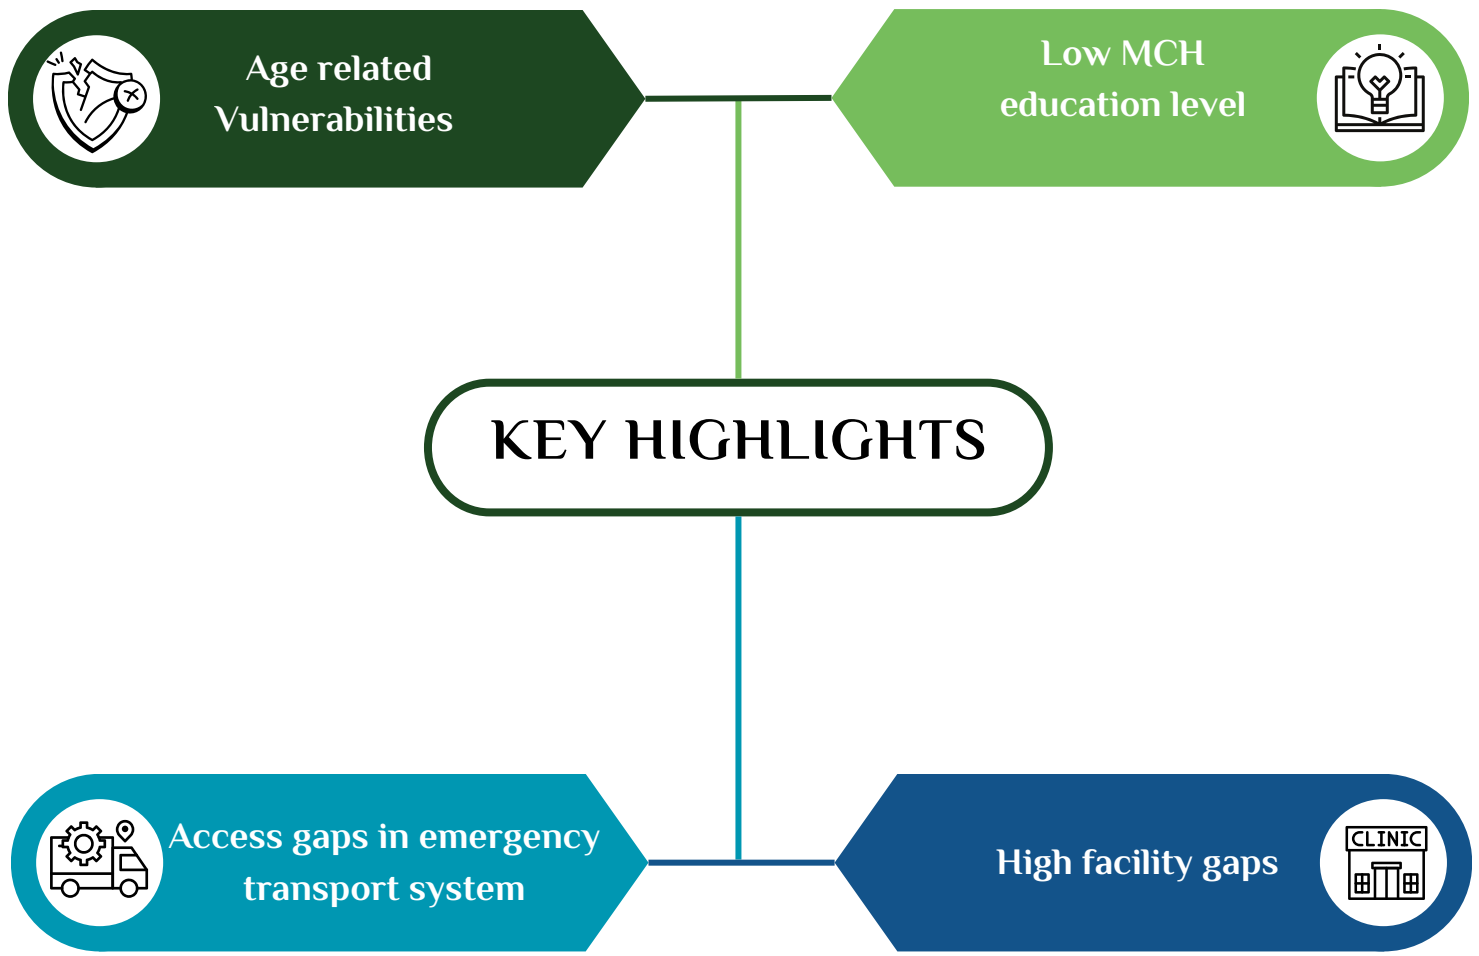 Age related
Vulnerabilities
Low MCH
education level
KEY HIGHLIGHTS
Access gaps in emergency
transport system
High facility gaps
CLINIC